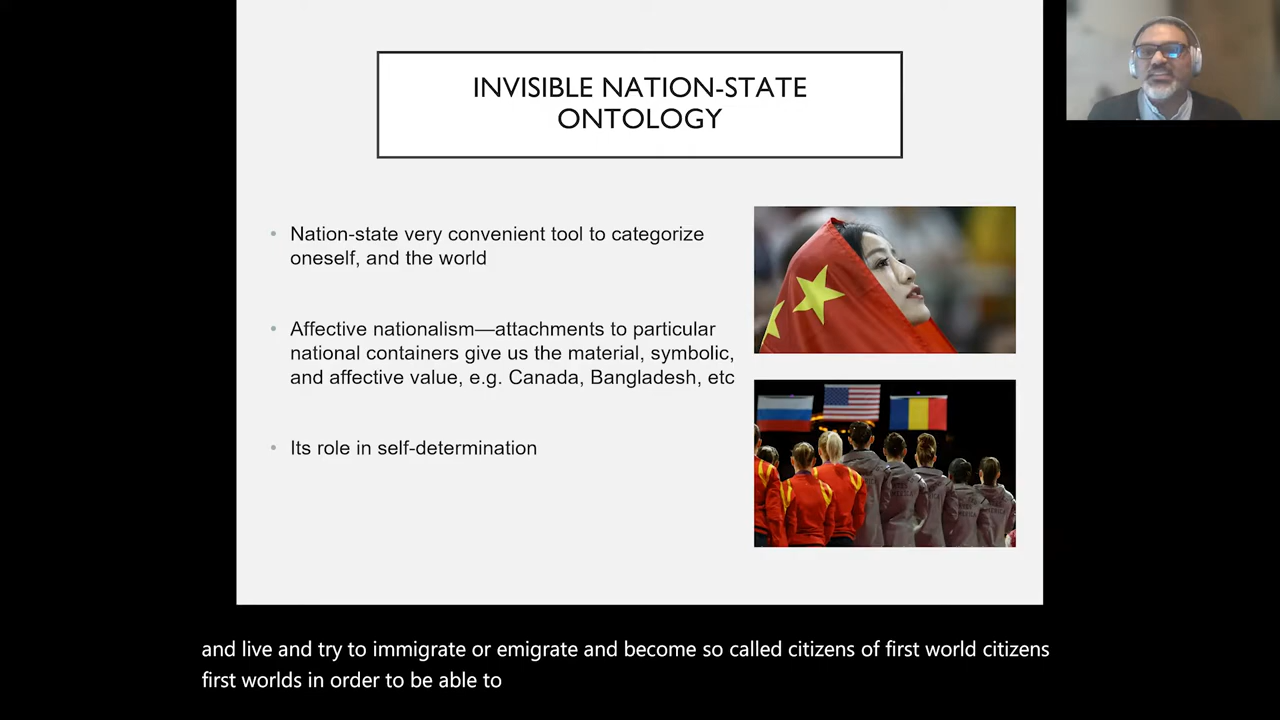 INVISIBLE NATION-STATE
ONTOLOGY
• Nation-state very convenient tool to categorize
oneself, and the world
• Affective nationalism—attachments to particular
national containers give us the material, symbolic,
and affective value, e.g. Canada, Bangladesh, etc
• Its role in self-determination
and live and try to immigrate or emigrate and become so called citizens of first world citizens
first worlds in order to be able to